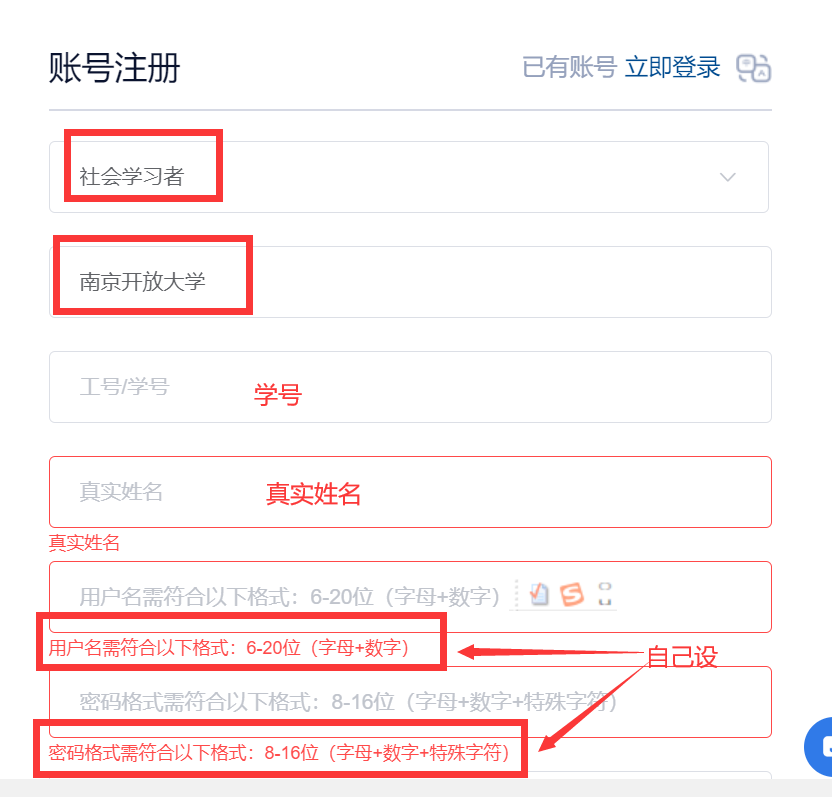 账号注册
已有账号 立即登录
社会学习者
南京开放大学
工号/学号 学号
真实姓名 真实姓名
真实姓名
用户名需符合以下格式：6-20位（字母+数字）
用户名需符合以下格式：6-20位（字母+数字）
自己设
密码格式需符合以下格式：8-16位（字母+数字+特殊字符）
密码格式需符合以下格式：8-16位（字母+数字+特殊字符）